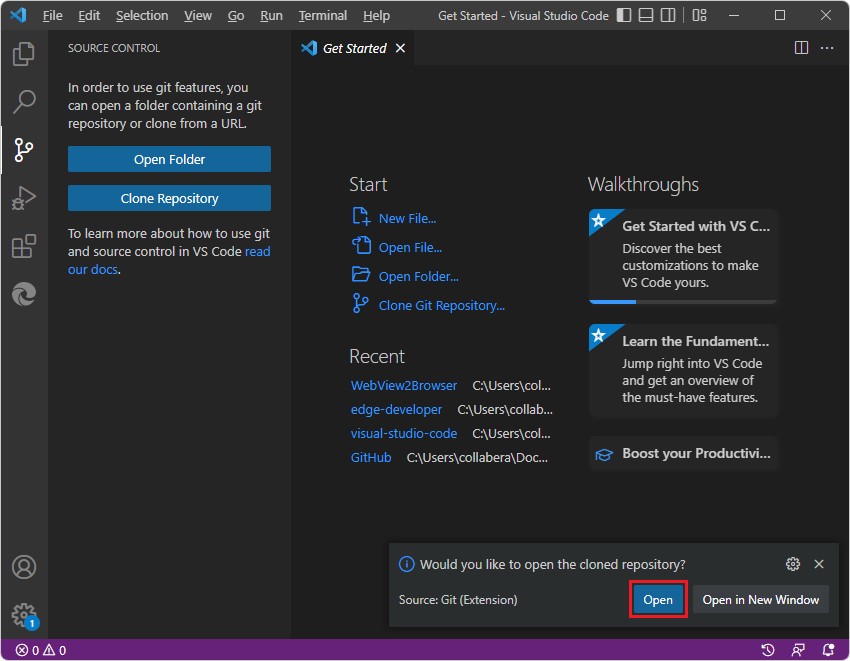 File Edit Selection View Go Run Terminal Help Get Started - Visual Studio Code
SOURCE CONTROL
In order to use git features, you
can open a folder containing a git
repository or clone from a URL.
Open Folder
Clone Repository
To learn more about how to use git
and source control in VS Code read
our docs.
Get Started
Start
New File...
Open File...
Open Folder...
Clone Git Repository...
Recent
WebView2Browser C:\Users\col...
edge-developer C:\Users\collab...
visual-studio-code C:\Users\col...
GitHub C:\Users\collabera\Doc...
Walkthroughs
Get Started with VS C...
Discover the best
customizations to make
VS Code yours.
Learn the Fundament...
Jump right into VS Code
and get an overview of
the must-have features.
Boost your Productivi...
Would you like to open the cloned repository?
Source: Git (Extension)
Open
Open in New Window
1
0 0